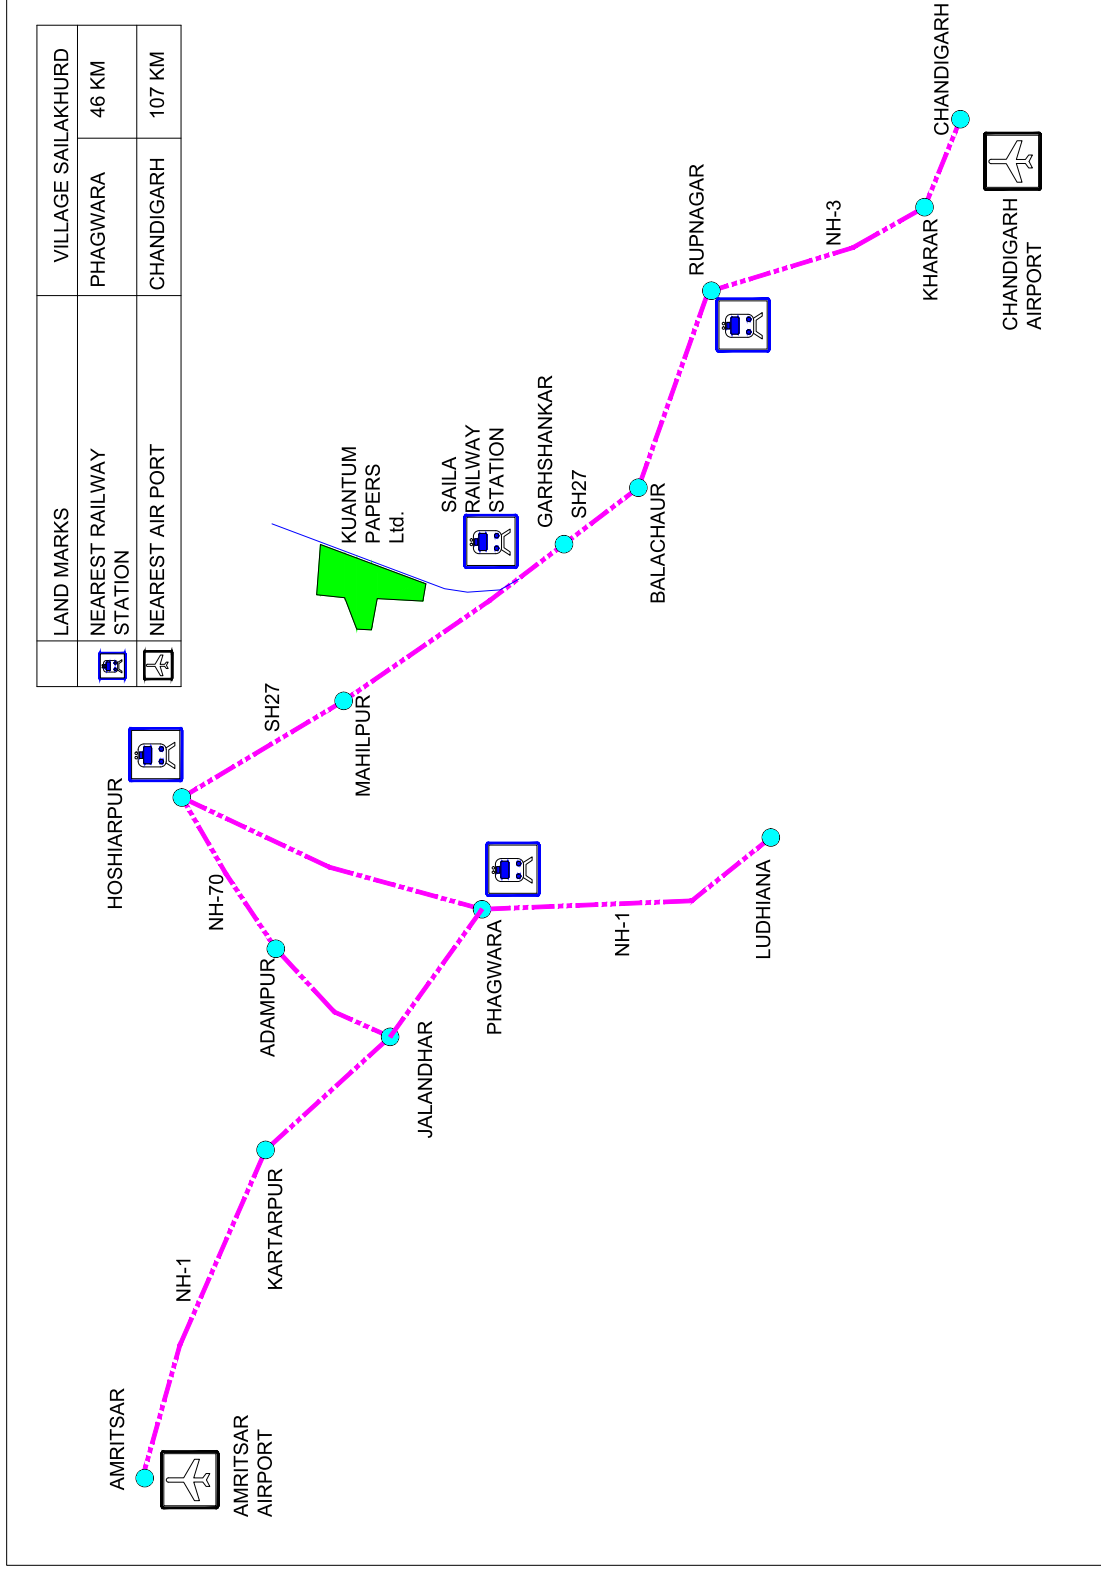 LAND MARKS
VILLAGE SAILAKHURD
NEAREST RAILWAY
STATION
PHAGWARA
46 KM
NEAREST AIR PORT
CHANDIGARH
107 KM
AMRITSAR
AMRITSAR
AIRPORT
NH-1
KARTARPUR
JALANDHAR
ADAMPUR
NH-70
HOSHIARPUR
PHAGWARA
NH-1
LUDHIANA
SH27
MAHILPUR
KUANTUM
PAPERS
Ltd.
SAILA
RAILWAY
STATION
GARHSHANKAR
SH27
BALACHAUR
RUPNAGAR
NH-3
KHARAR
CHANDIGARH
CHANDIGARH
AIRPORT